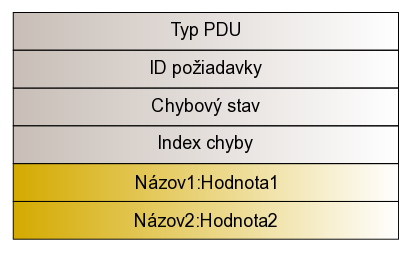 Typ PDU
ID požiadavky
Chybový stav
Index chyby
Názov1:Hodnota1
Názov2:Hodnota2